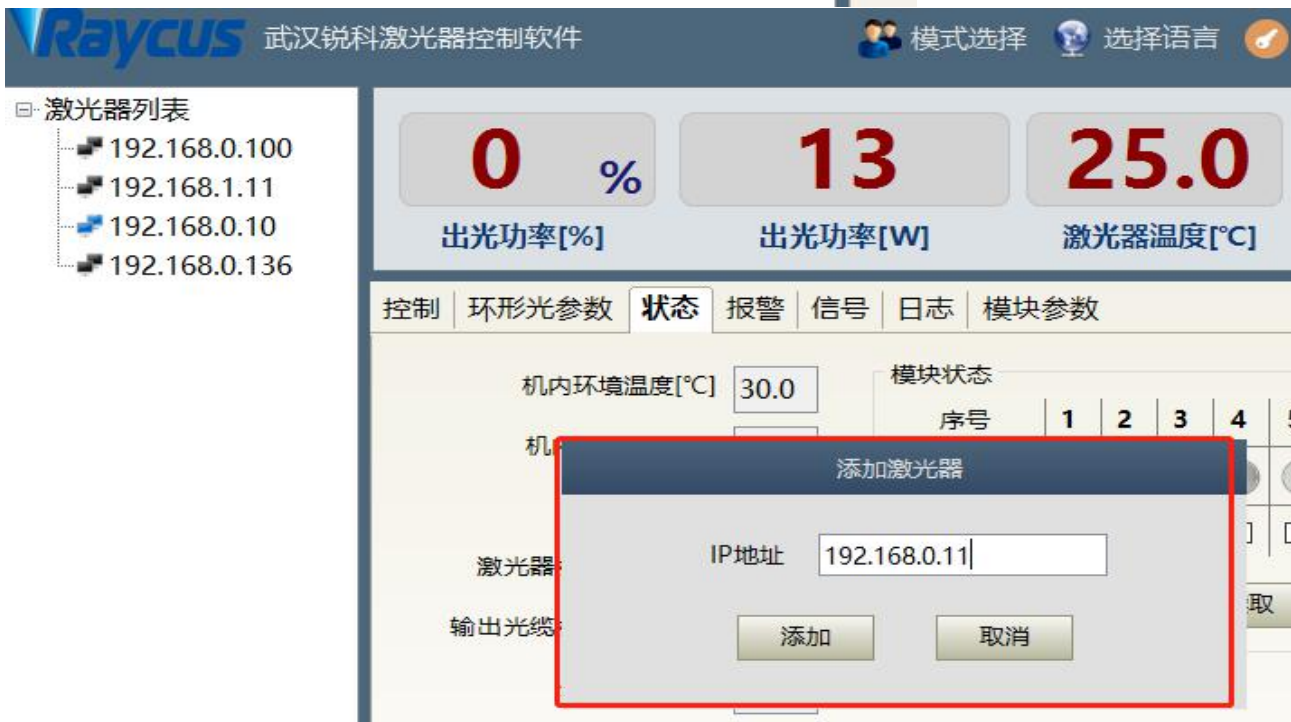 Raycus 武汉锐科激光器控制软件 模式选择 选择语言
激光器列表
192.168.0.100
192.168.1.11
192.168.0.10
192.168.0.136
0 % 13 25.0
出光功率[%] 出光功率[W] 激光器温度[℃]
控制 环形光参数 状态 报警 信号 日志 模块参数
机内环境温度[℃] 30.0 模块状态
序号 1 2 3 4
机内
添加激光器
IP地址 192.168.0.11
激光器
输出光缆
添加 取消
取